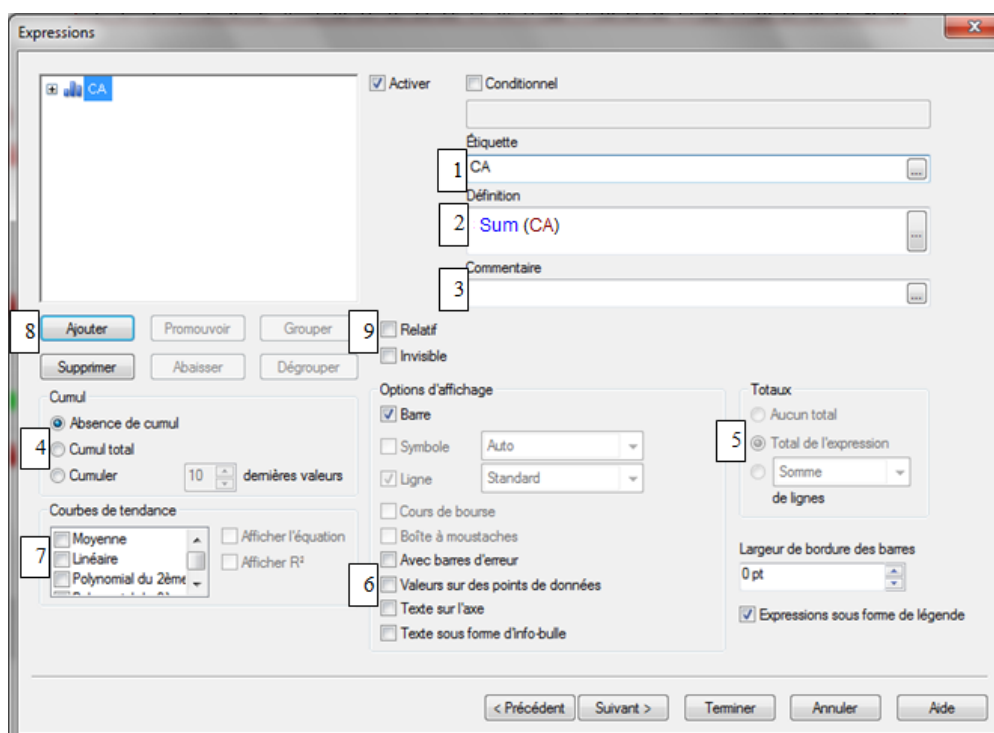 Expressions
CA
Activer
Conditionnel
Étiquette
1
CA
...
Définition
2
Sum (CA)
...
Commentaire
3
...
8
Ajouter
Promouvoir
Grouper
Supprimer
Abaisser
Dégrouper
9
Relatif
Invisible
Cumul
Absence de cumul
4
Cumul total
Cumuler
10
dernières valeurs
Courbes de tendance
7
Moyenne
Linéaire
Polynomial du 2ème
Afficher l'équation
Afficher R²
Options d'affichage
Barre
Symbole
Auto
Ligne
Standard
Cours de bourse
Boîte à moustaches
Avec barres d'erreur
6
Valeurs sur des points de données
Texte sur l'axe
Texte sous forme d'info-bulle
Totaux
Aucun total
5
Total de l'expression
Somme
de lignes
Largeur de bordure des barres
0 pt
Expressions sous forme de légende
< Précédent
Suivant >
Terminer
Annuler
Aide